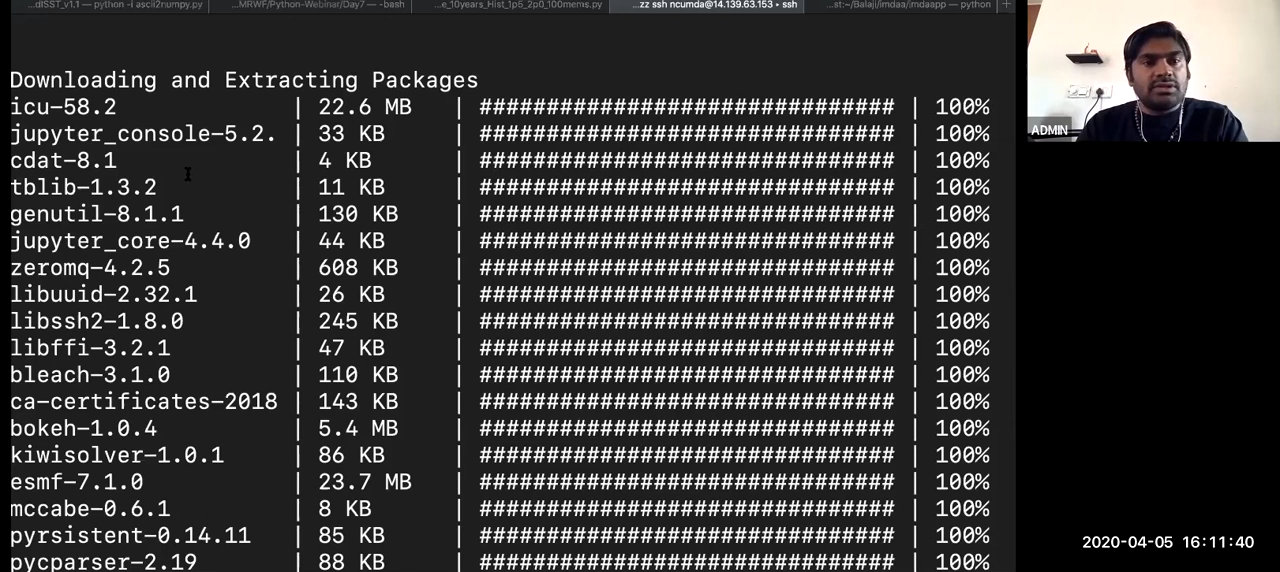 ...dISST_v1.1 — python -i ascii2numpy.py
...MRWF/Python-Webinar/Day7 — -bash
...e_10years_Hist_1p5_2p0_100mems.py
...zz ssh ncumda@14.139.63.153 ▸ ssh
...st:~/Balaji/imdaa/imdaapp — python
+
Downloading and Extracting Packages
icu-58.2 | 22.6 MB | ############################### | 100%
jupyter_console-5.2. | 33 KB | ############################### | 100%
cdat-8.1 | 4 KB | ############################### | 100%
tblib-1.3.2 | 11 KB | ############################### | 100%
genutil-8.1.1 | 130 KB | ############################### | 100%
jupyter_core-4.4.0 | 44 KB | ############################### | 100%
zeromq-4.2.5 | 608 KB | ############################### | 100%
libuuid-2.32.1 | 26 KB | ############################### | 100%
libssh2-1.8.0 | 245 KB | ############################### | 100%
libffi-3.2.1 | 47 KB | ############################### | 100%
bleach-3.1.0 | 110 KB | ############################### | 100%
ca-certificates-2018 | 143 KB | ############################### | 100%
bokeh-1.0.4 | 5.4 MB | ############################### | 100%
kiwisolver-1.0.1 | 86 KB | ############################### | 100%
esmf-7.1.0 | 23.7 MB | ############################### | 100%
mccabe-0.6.1 | 8 KB | ############################### | 100%
pyrsistent-0.14.11 | 85 KB | ############################### | 100%
pycparser-2.19 | 88 KB | ############################### | 100%
ADMIN
2020-04-05 16:11:40